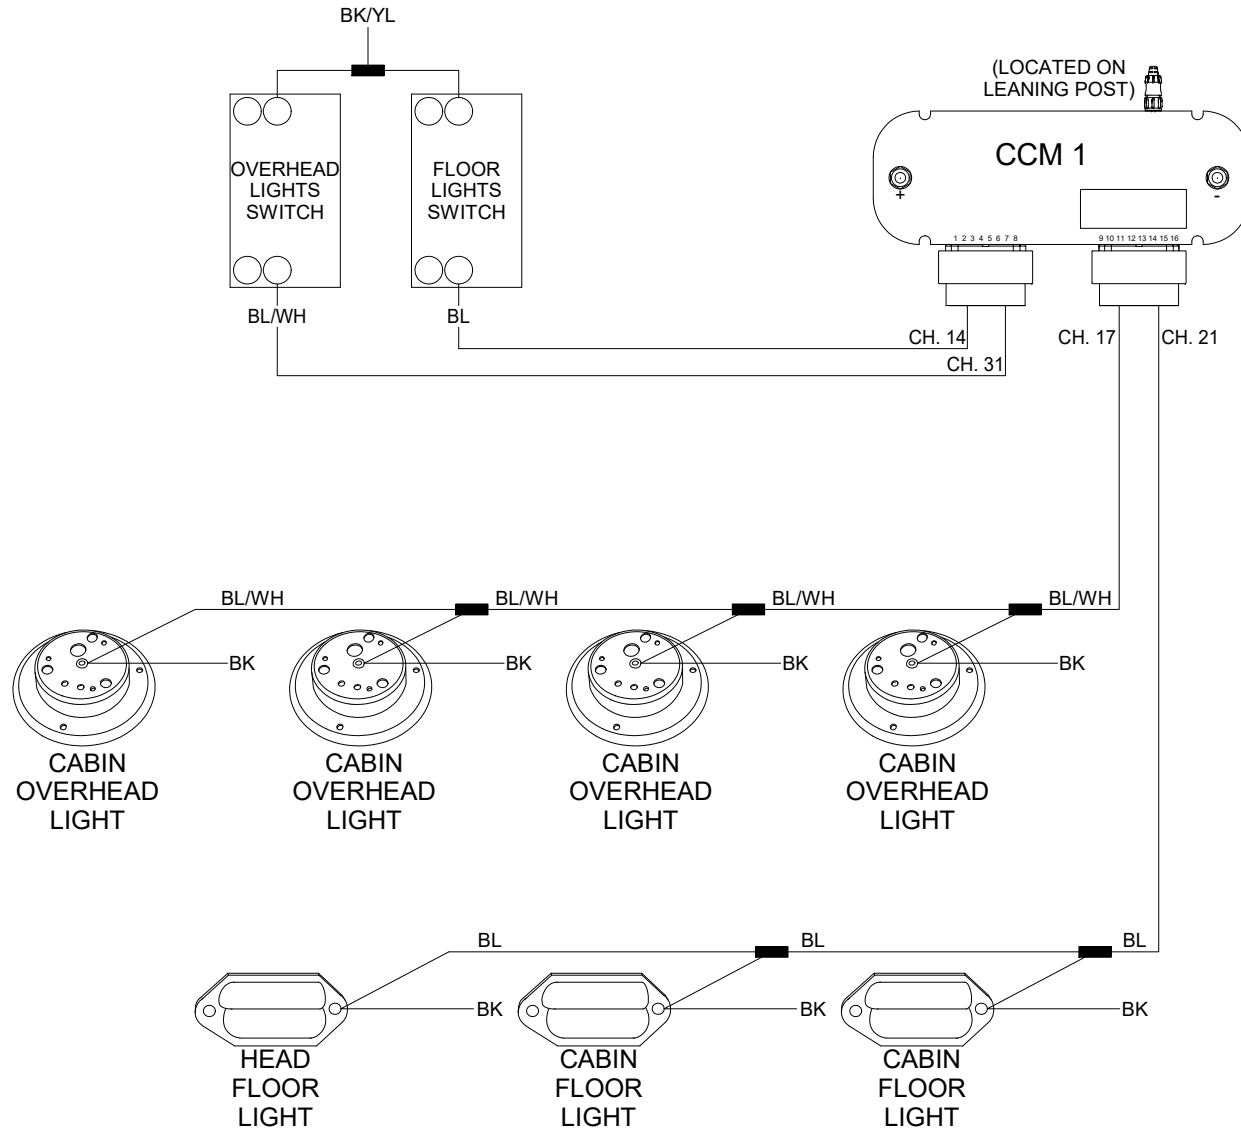 BK/YL
(LOCATED ON
LEANING POST)
CCM 1
+
-
OVERHEAD
LIGHTS
SWITCH
FLOOR
LIGHTS
SWITCH
1 2 3 4 5 6 7 8
9 10 11 12 13 14 15 16
BL/WH
BL
CH. 14
CH. 17
CH. 21
CH. 31
BL/WH
BL/WH
BL/WH
BL/WH
BK
BK
BK
BK
CABIN
OVERHEAD
LIGHT
CABIN
OVERHEAD
LIGHT
CABIN
OVERHEAD
LIGHT
CABIN
OVERHEAD
LIGHT
BL
BL
BL
BK
BK
BK
HEAD
FLOOR
LIGHT
CABIN
FLOOR
LIGHT
CABIN
FLOOR
LIGHT